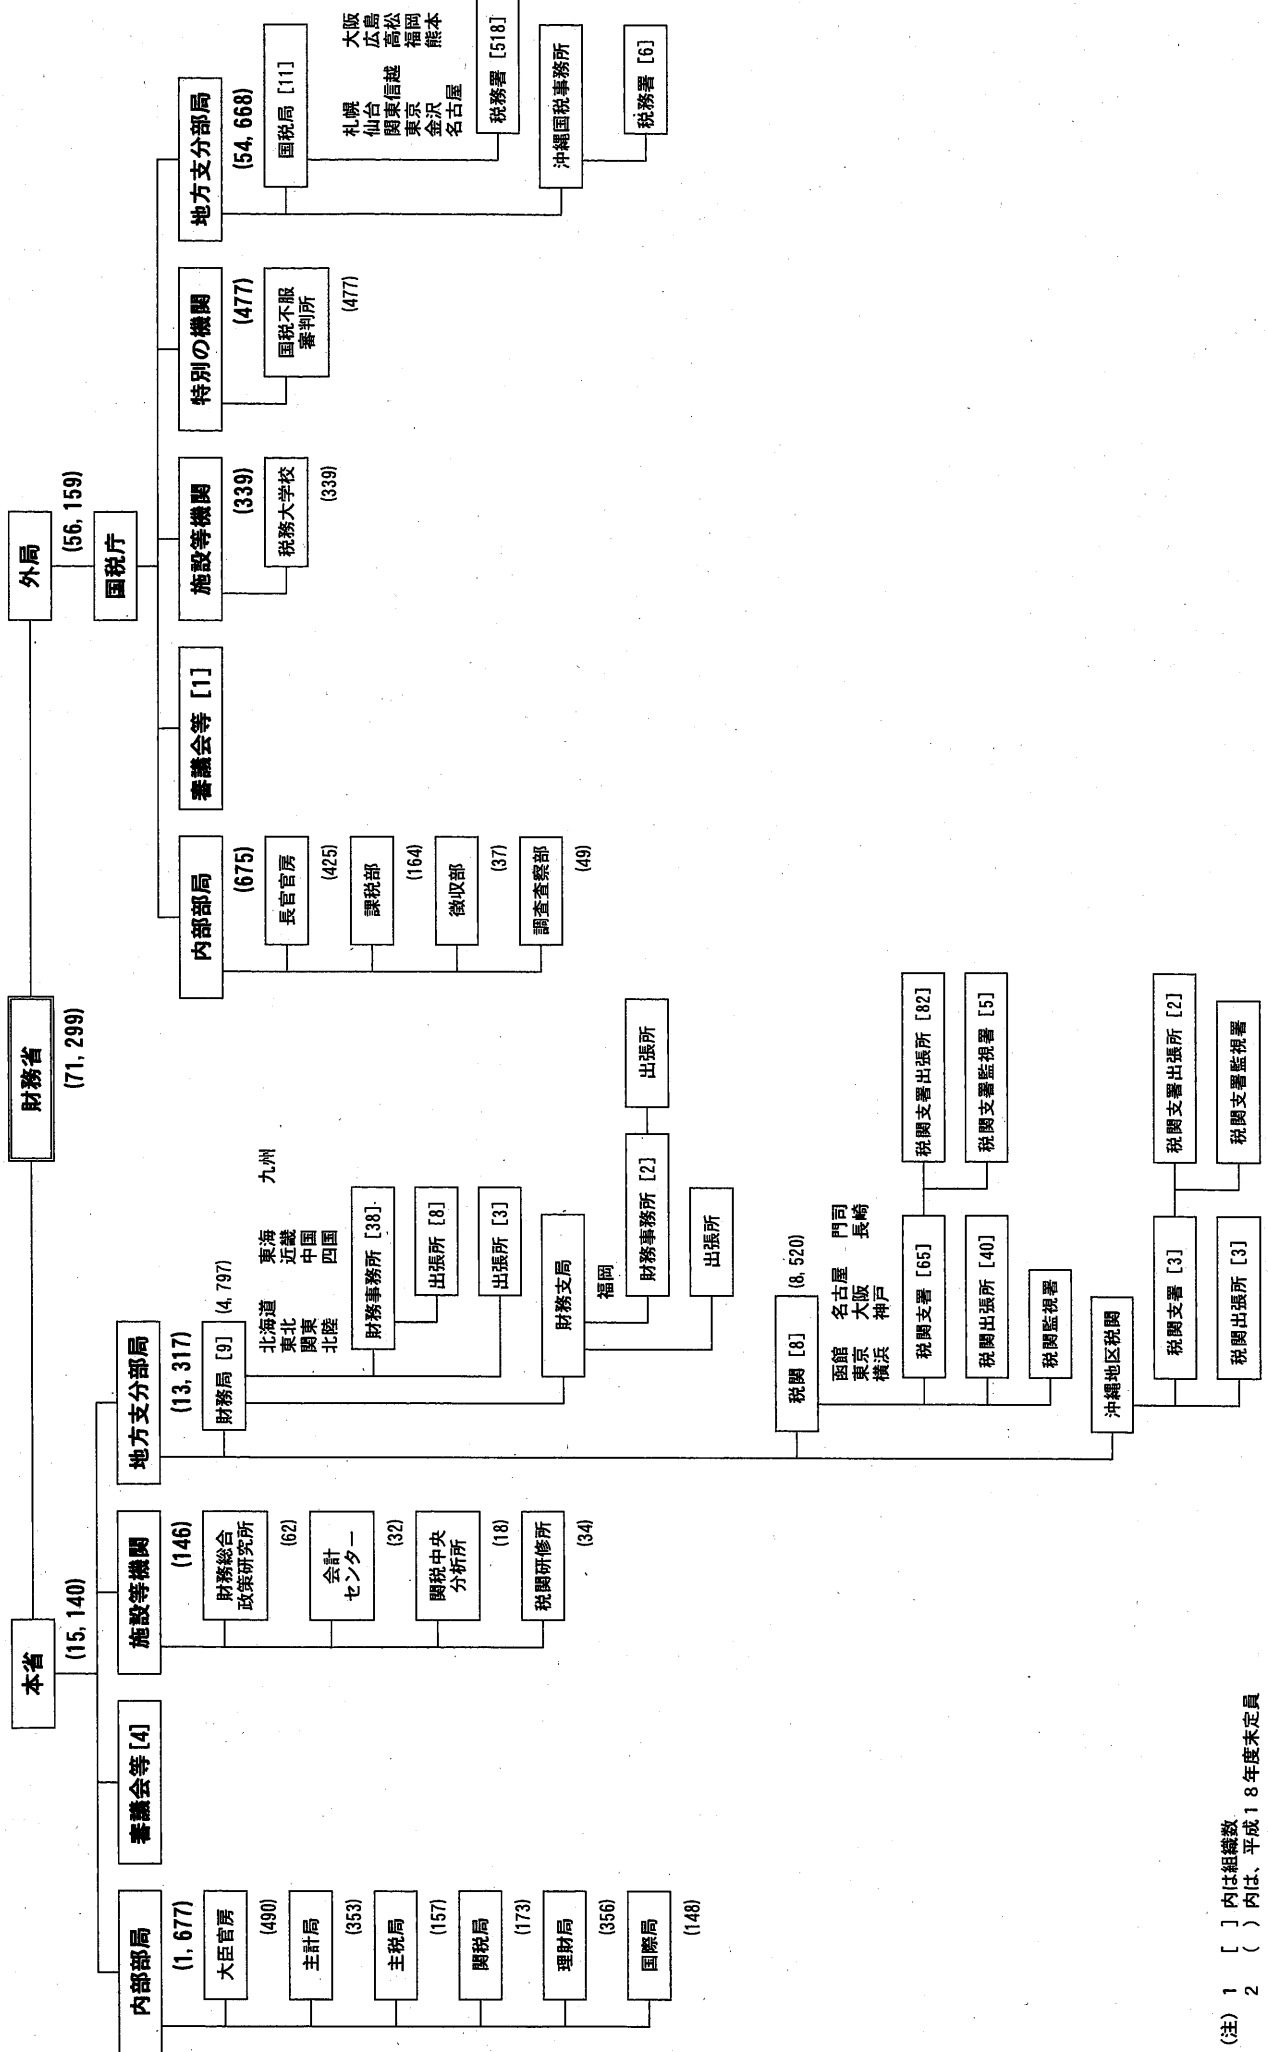 財務省
(71,299)
本省
(15,140)
内部部局
(1,677)
大臣官房
(490)
主計局
(353)
主税局
(157)
関税局
(173)
理財局
(356)
国際局
(148)
審議会等[4]
施設等機関
(146)
財務総合
政策研究所
(62)
会計
センター
(32)
関税中央
分析所
(18)
税関研修所
(34)
地方支分部局
(13,317)
財務局 [9] (4,797)
北海道 東海 九州
東北 近畿
関東 中国
北陸 四国
財務事務所 [38]
出張所 [8]
出張所 [3]
財務支局
福岡
財務事務所 [2]
出張所
出張所
税関 [8] (8,520)
函館 名古屋 門司
東京 大阪 長崎
横浜 神戸
税関支署 [65]
税関支署出張所 [82]
税関支署監視署 [5]
税関出張所 [40]
税関監視署
沖縄地区税関
税関支署 [3]
税関支署出張所 [2]
税関支署監視署
税関出張所 [3]
外局
(56,159)
国税庁
内部部局
(675)
長官官房
(425)
課税部
(164)
徴収部
(37)
調査査察部
(49)
審議会等 [1]
施設等機関
(339)
税務大学校
(339)
特別の機関
(477)
国税不服
審判所
(477)
地方支分部局
(54,668)
国税局 [11]
札幌 大阪
仙台 広島
関東信越 高松
東京 福岡
金沢 熊本
名古屋
税務署 [518]
沖縄国税事務所
税務署 [6]
(注) 1 [ ] 内は組織数
2 ( ) 内は、平成18年度末定員